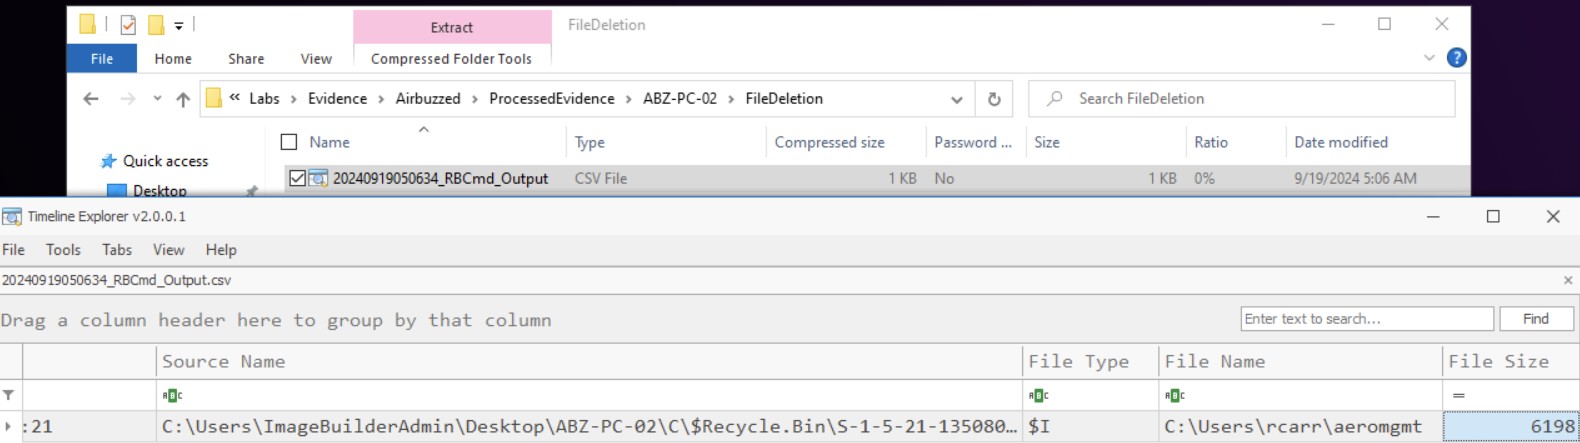 Extract
FileDeletion
File Home Share View Compressed Folder Tools
« Labs > Evidence > Airbuzzed > ProcessedEvidence > ABZ-PC-02 > FileDeletion
Search FileDeletion
Name Type Compressed size Password ... Size Ratio Date modified
Quick access
20240919050634_RBCmd_Output CSV File 1 KB No 1 KB 0% 9/19/2024 5:06 AM
Desktop
Timeline Explorer v2.0.0.1
File Tools Tabs View Help
20240919050634_RBCmd_Output.csv
Drag a column header here to group by that column
Enter text to search...
Find
Source Name File Type File Name File Size
ABC ABC ABC =
:21 C:\Users\ImageBuilderAdmin\Desktop\ABZ-PC-02\C\$Recycle.Bin\S-1-5-21-135080… $I C:\Users\rcarr\aeromgmt 6198